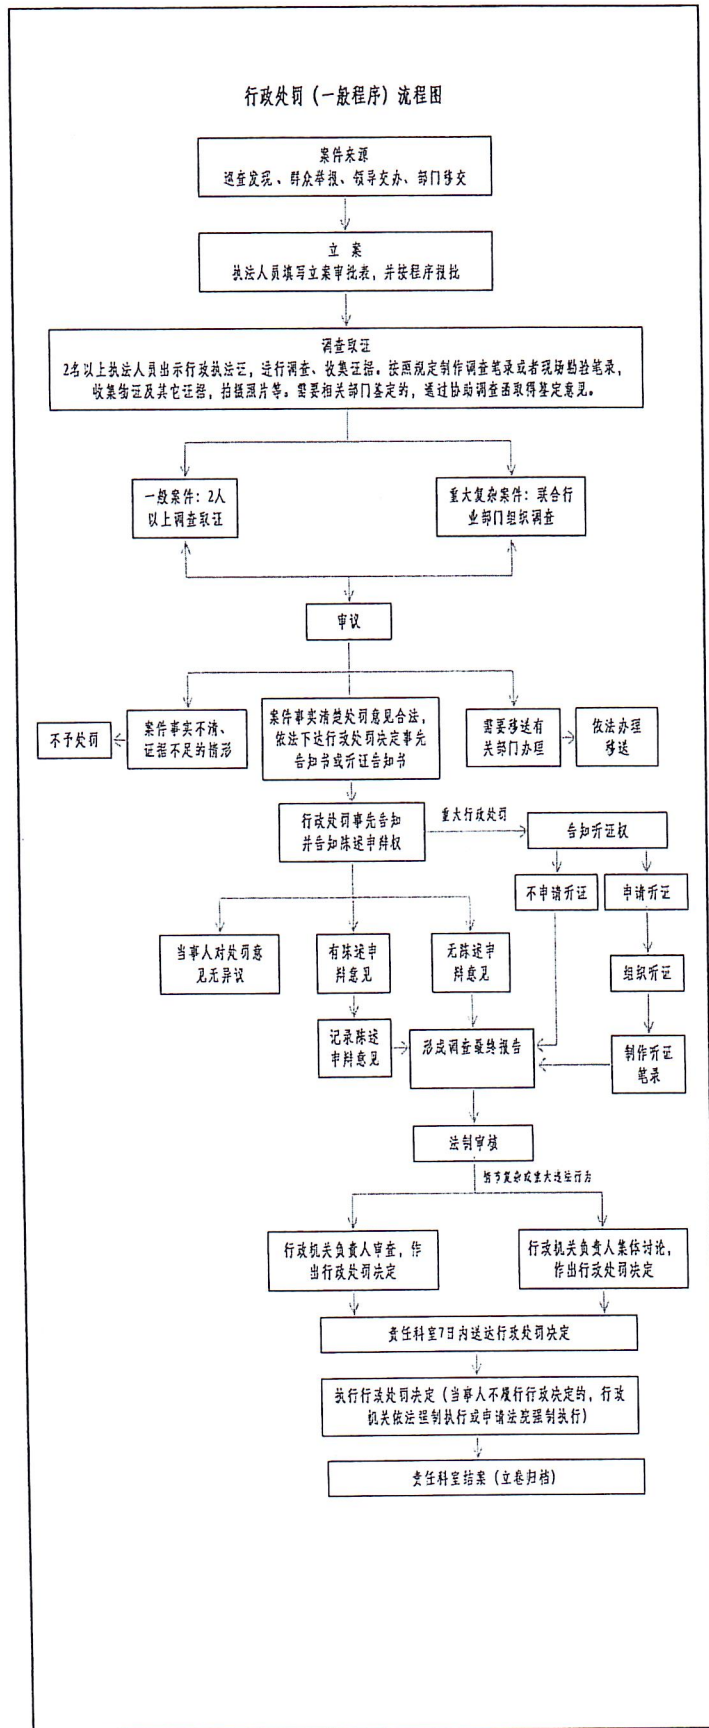 行政处罚（一般程序）流程图
案件来源
巡查发现、群众举报、领导交办、部门移交
立 案
执法人员填写立案审批表，并按程序报批
调查取证
2名以上执法人员出示行政执法证，进行调查、收集证据。按照规定制作调查笔录或者现场勘验笔录，
收集物证及其它证据，拍摄照片等。需要相关部门鉴定的，通过协助调查函取得鉴定意见。
一般案件：2人
以上调查取证
重大复杂案件：联合行
业部门组织调查
审议
不予处罚
案件事实不清、
证据不足的情形
案件事实清楚处罚意见合法，
依法下达行政处罚决定事先
告知书或听证告知书
需要移送有
关部门办理
依法办理
移送
行政处罚事先告知
并告知陈述申辩权
重大行政处罚
告知听证权
不申请听证
申请听证
当事人对处罚意
见无异议
有陈述申
辩意见
无陈述申
辩意见
组织听证
记录陈述
申辩意见
形成调查最终报告
制作听证
笔录
法制审核
情节复杂或重大违法行为
行政机关负责人审查，作
出行政处罚决定
行政机关负责人集体讨论，
作出行政处罚决定
责任科室7日内送达行政处罚决定
执行行政处罚决定（当事人不履行行政决定的，行政
机关依法强制执行或申请法院强制执行）
责任科室结案（立卷归档）